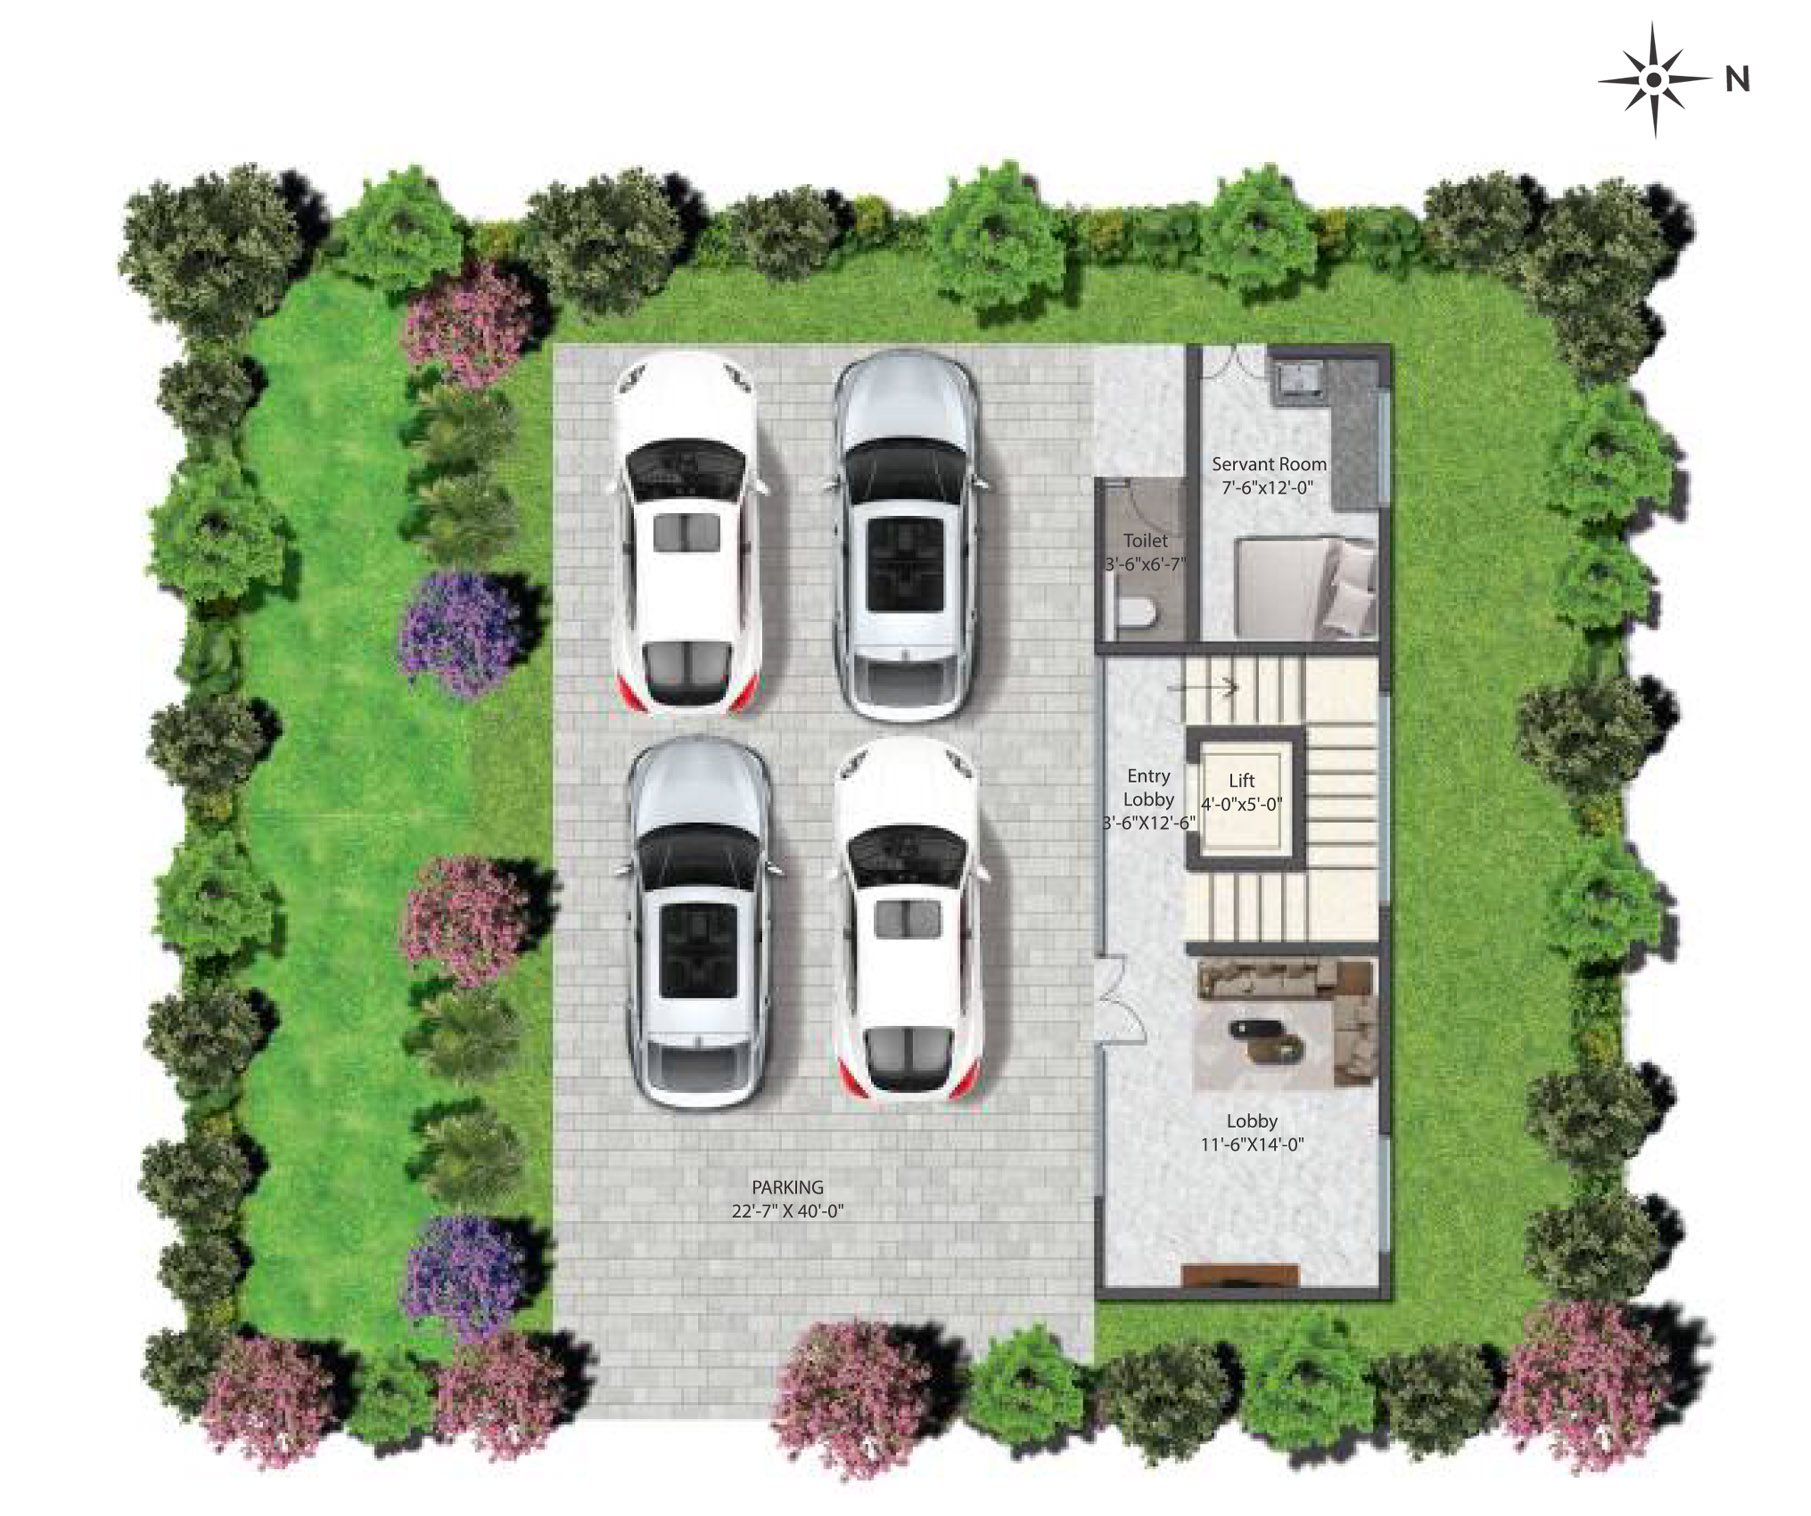 N
Servant Room
7'-6"x12'-0"
Toilet
3'-6"x6'-7"
Entry
Lobby
3'-6"X12'-6"
Lift
4'-0"x5'-0"
Lobby
11'-6"X14'-0"
PARKING
22'-7" X 40'-0"